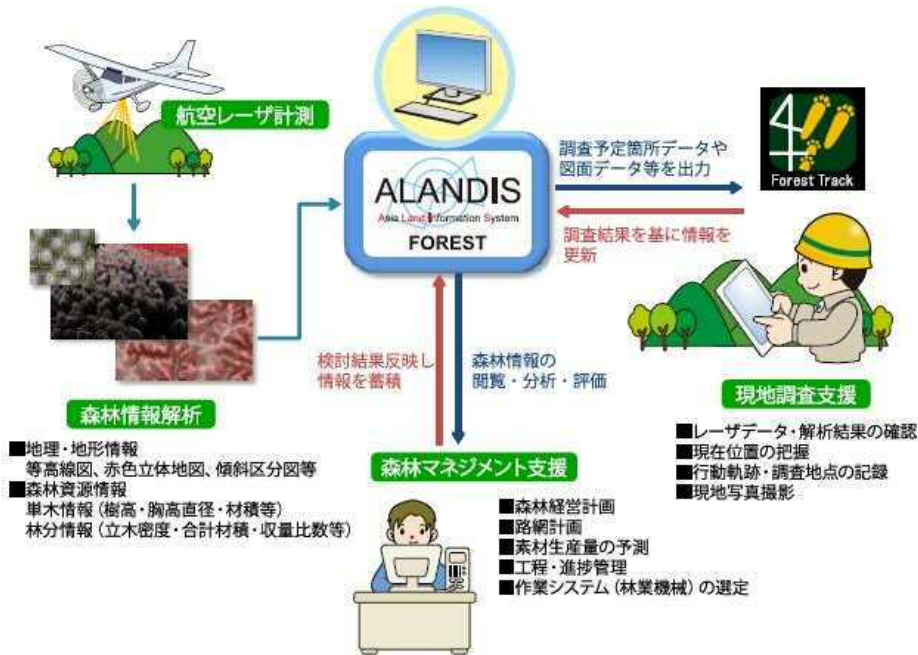 航空レーザ計測
ALANDIS
Asia Land Information System
FOREST
調査予定箇所データや
図面データ等を出力
Forest Track
調査結果を基に情報を
更新
検討結果反映し
情報を蓄積
森林情報の
閲覧・分析・評価
森林情報解析
■地理・地形情報
等高線図、赤色立体地図、傾斜区分図等
■森林資源情報
単木情報(樹高・胸高直径・材積等)
林分情報(立木密度・合計材積・収量比数等)
森林マネジメント支援
■森林経営計画
■路網計画
■素材生産量の予測
■工程・進捗管理
■作業システム(林業機械)の選定
現地調査支援
■レーザデータ・解析結果の確認
■現在位置の把握
■行動軌跡・調査地点の記録
■現地写真撮影